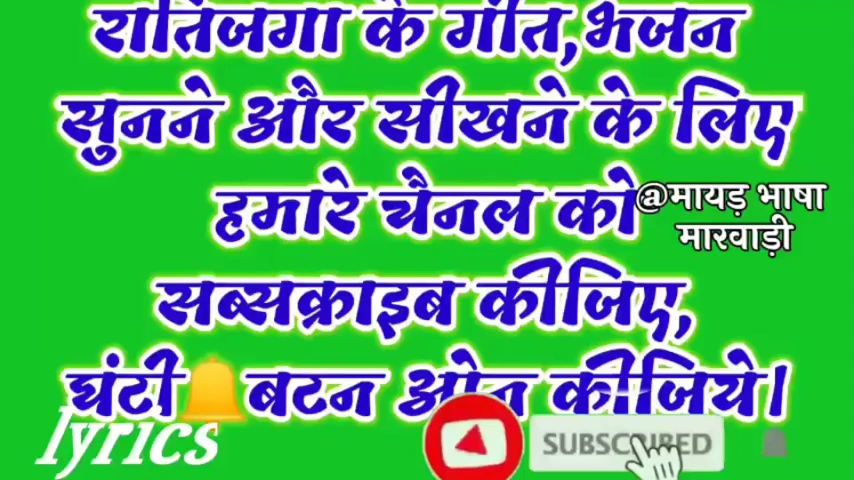 रातिजगा के गीत,भजन
सुनने और सीखने के लिए
हमारे चैनल को
@मायड़ भाषा
मारवाड़ी
सब्सक्राइब कीजिए,
घंटी🔔बटन ओन कीजिये।
lyrics
SUBSCRIBED